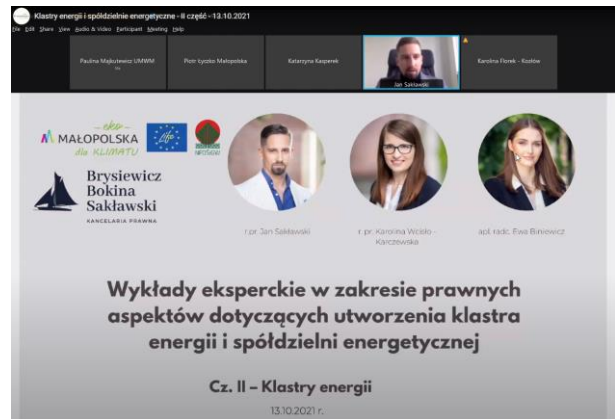 Klastry energii i spółdzielnie energetyczne - II część - 13.10.2021
File Edit Share View Audio & Video Participant Meeting Help
Paulina Majkutewicz UMWM
Piotr Łyczko Małopolska
Katarzyna Kasperek
Jan Sakławski
Karolina Florek - Kozłów
eko
MAŁOPOLSKA
dla KLIMATU
life
Brysiewicz
Bokina
Sakławski
KANCELARIA PRAWNA
r.pr. Jan Sakławski
r. pr. Karolina Wcisło -
Karczewska
apl. radc. Ewa Biniewicz
Wykłady eksperckie w zakresie prawnych
aspektów dotyczących utworzenia klastra
energii i spółdzielni energetycznej
Cz. II – Klastry energii
13.10.2021 r.